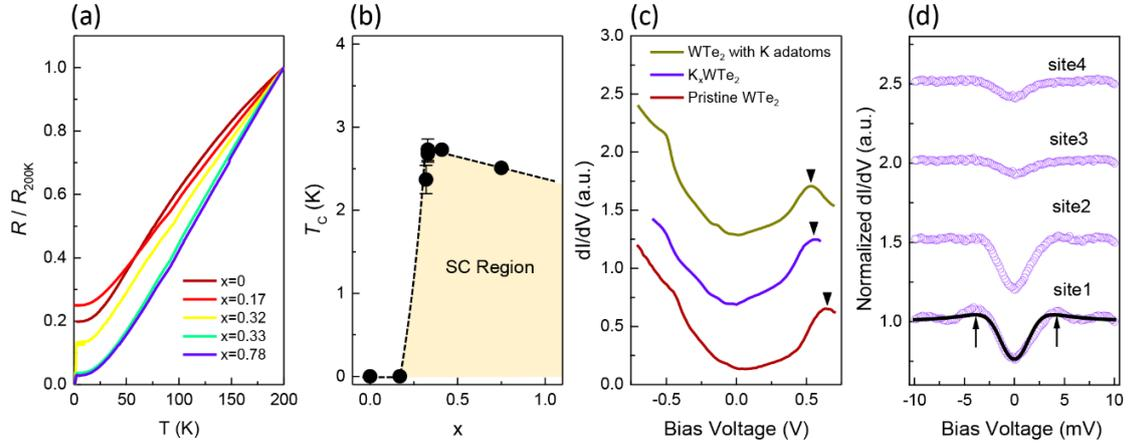 (a)
R / R200K
1.0
0.8
0.6
0.4
0.2
0.0
x=0
x=0.17
x=0.32
x=0.33
x=0.78
0 50 100 150 200
T (K)
(b)
TC (K)
4
3
2
1
0
SC Region
0.0 0.5 1.0
x
(c)
dI/dV (a.u.)
3.0
2.5
2.0
1.5
1.0
0.5
0.0
WTe2 with K adatoms
KxWTe2
Pristine WTe2
-0.5 0.0 0.5
Bias Voltage (V)
(d)
Normalized dI/dV (a.u.)
2.5
2.0
1.5
1.0
site4
site3
site2
site1
-10 -5 0 5 10
Bias Voltage (mV)